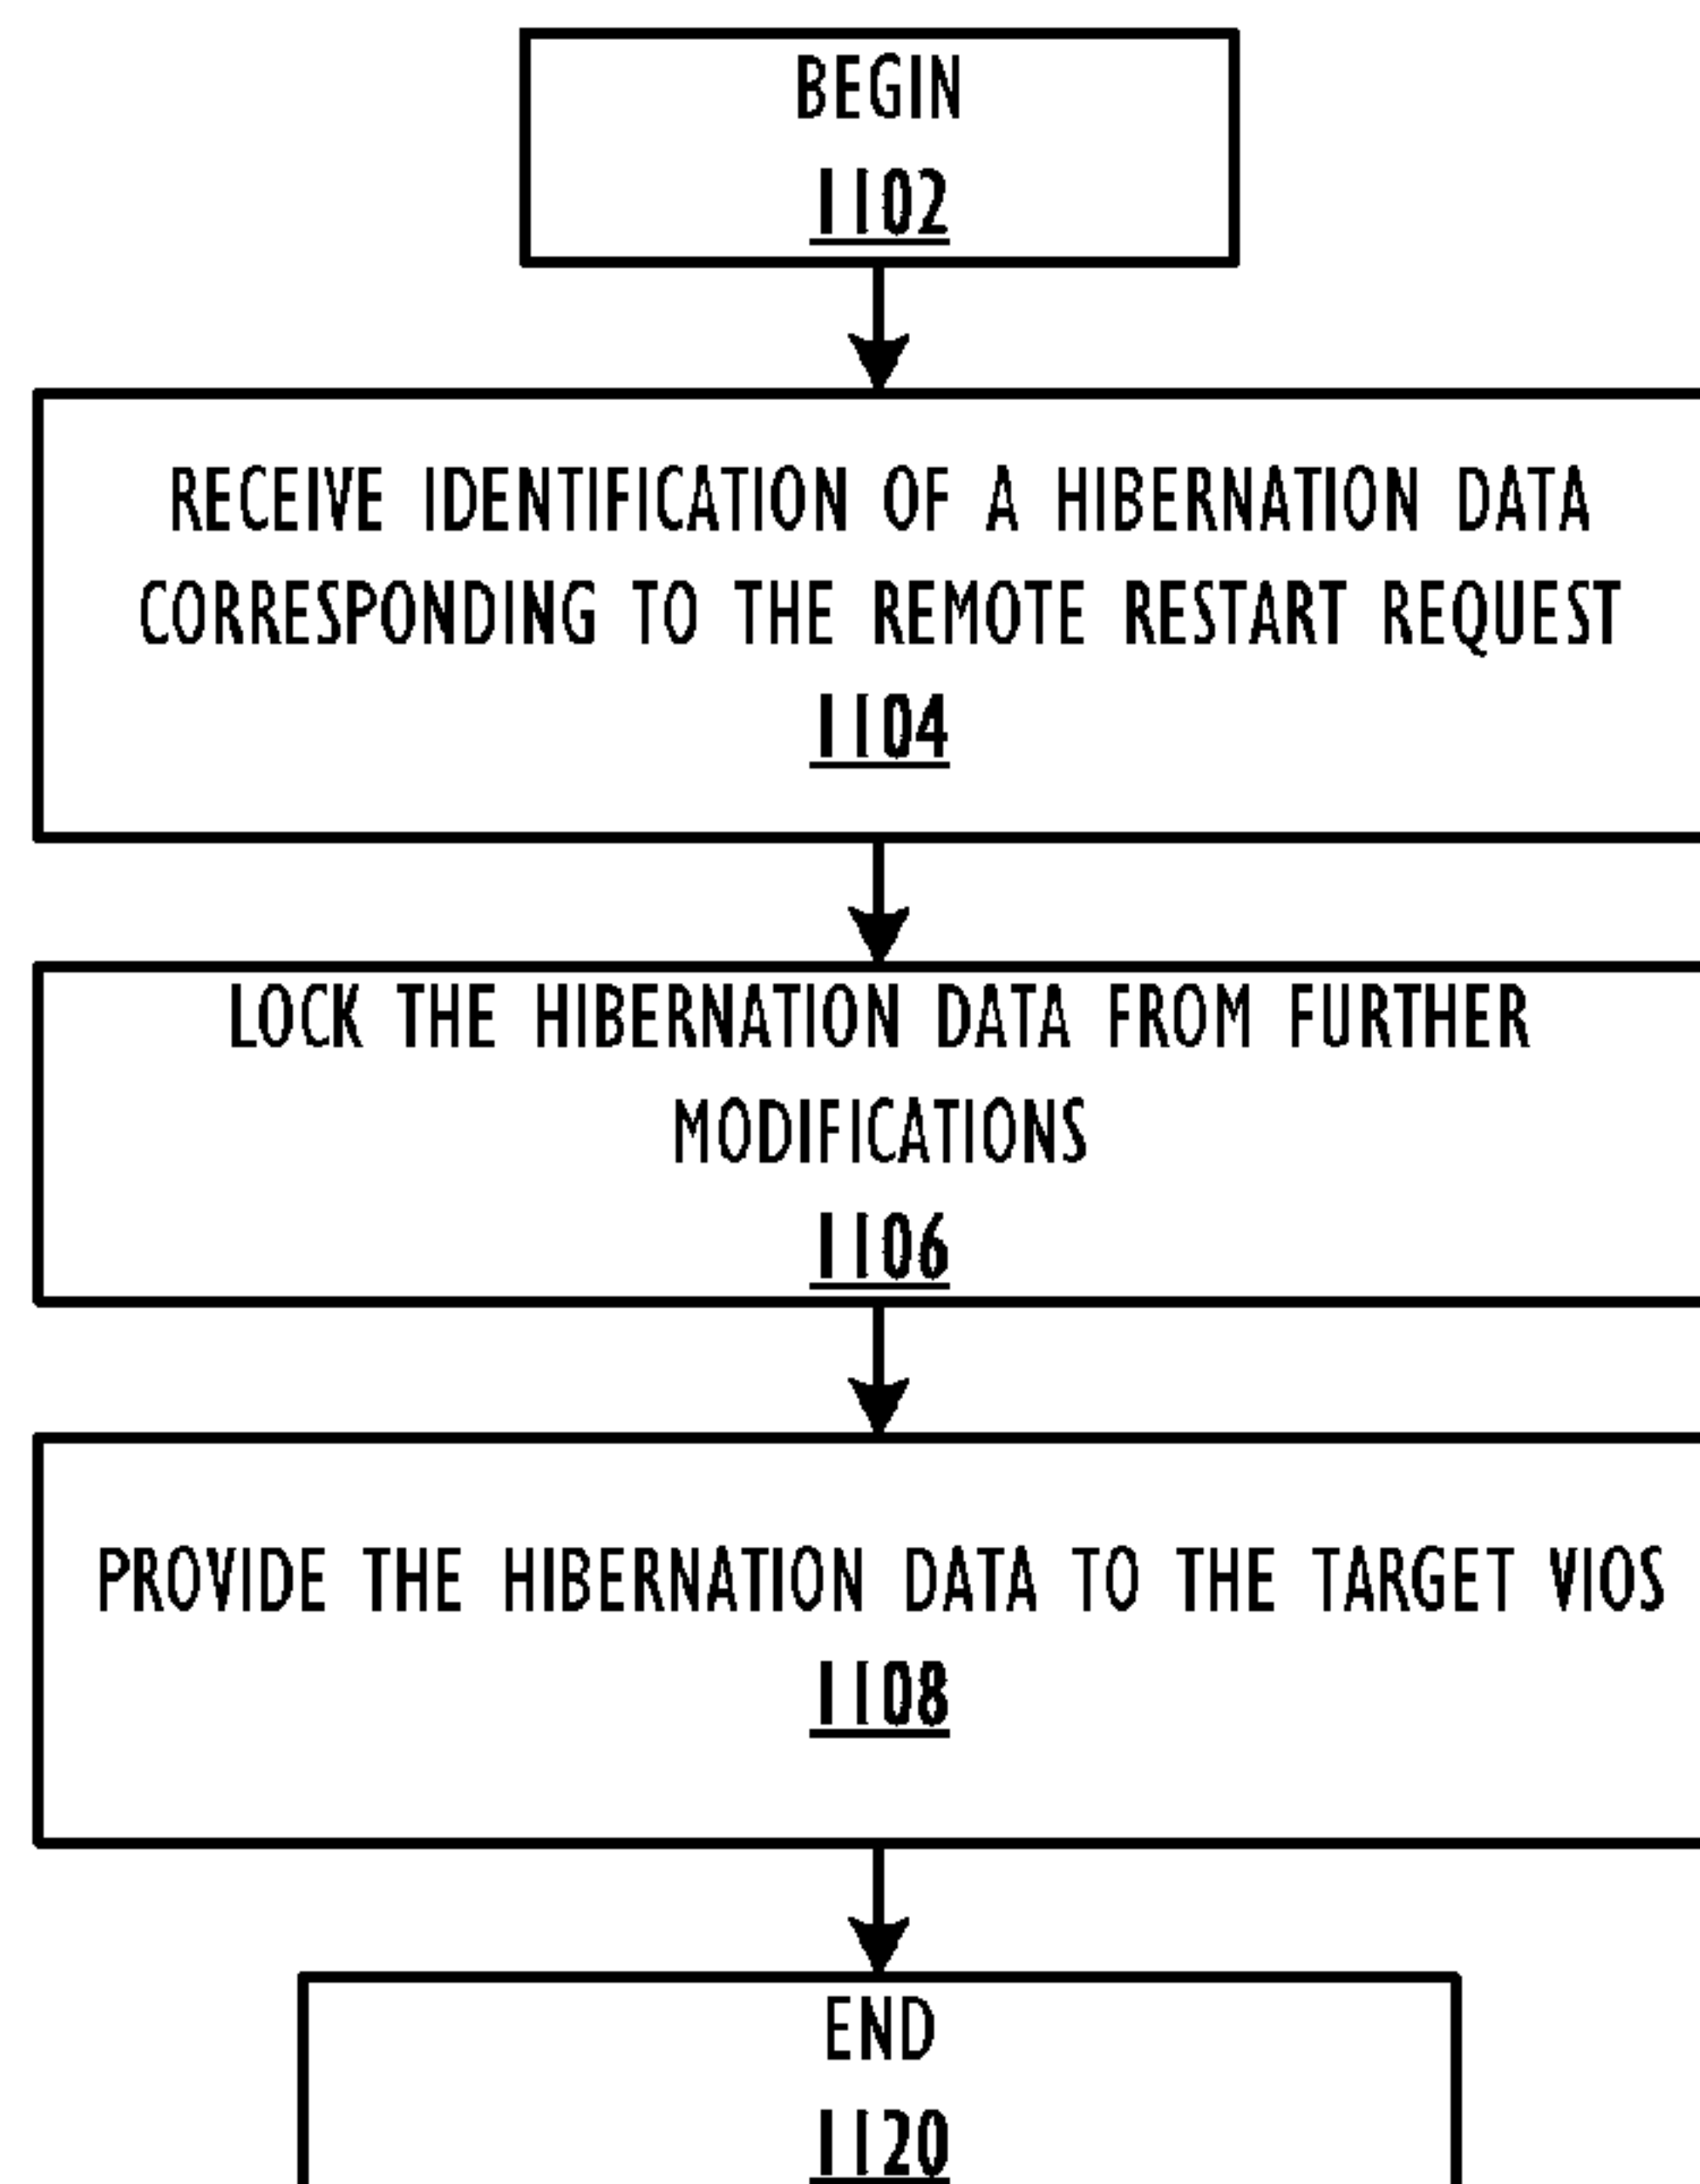 BEGIN
1102
RECEIVE IDENTIFICATION OF A HIBERNATION DATA
CORRESPONDING TO THE REMOTE RESTART REQUEST
1104
LOCK THE HIBERNATION DATA FROM FURTHER
MODIFICATIONS
1106
PROVIDE THE HIBERNATION DATA TO THE TARGET VIOS
1108
END
1120